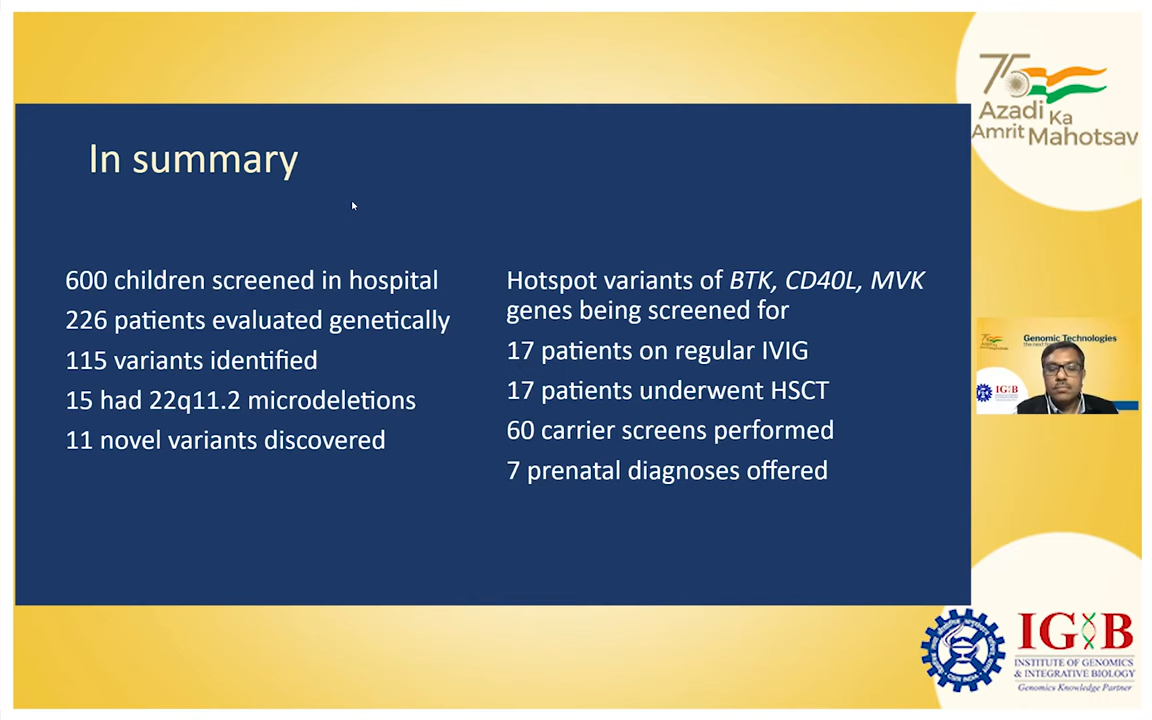 75
Azadi Ka
Amrit Mahotsav
In summary
600 children screened in hospital
226 patients evaluated genetically
115 variants identified
15 had 22q11.2 microdeletions
11 novel variants discovered
Hotspot variants of BTK, CD40L, MVK
genes being screened for
17 patients on regular IVIG
17 patients underwent HSCT
60 carrier screens performed
7 prenatal diagnoses offered
Genomic Technologies
IGIB
IGIB
INSTITUTE OF GENOMICS
& INTEGRATIVE BIOLOGY
Genomics Knowledge Partner